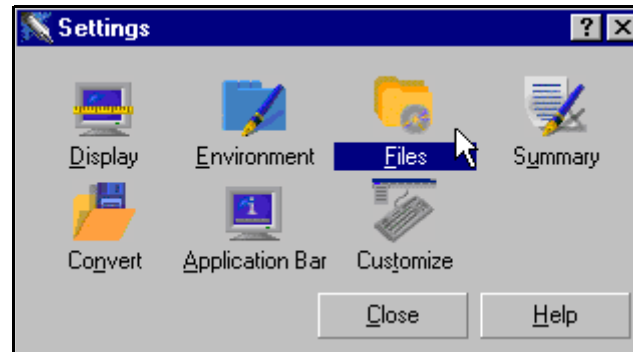 Settings
Display Environment Files Summary
Convert Application Bar Customize
Close Help